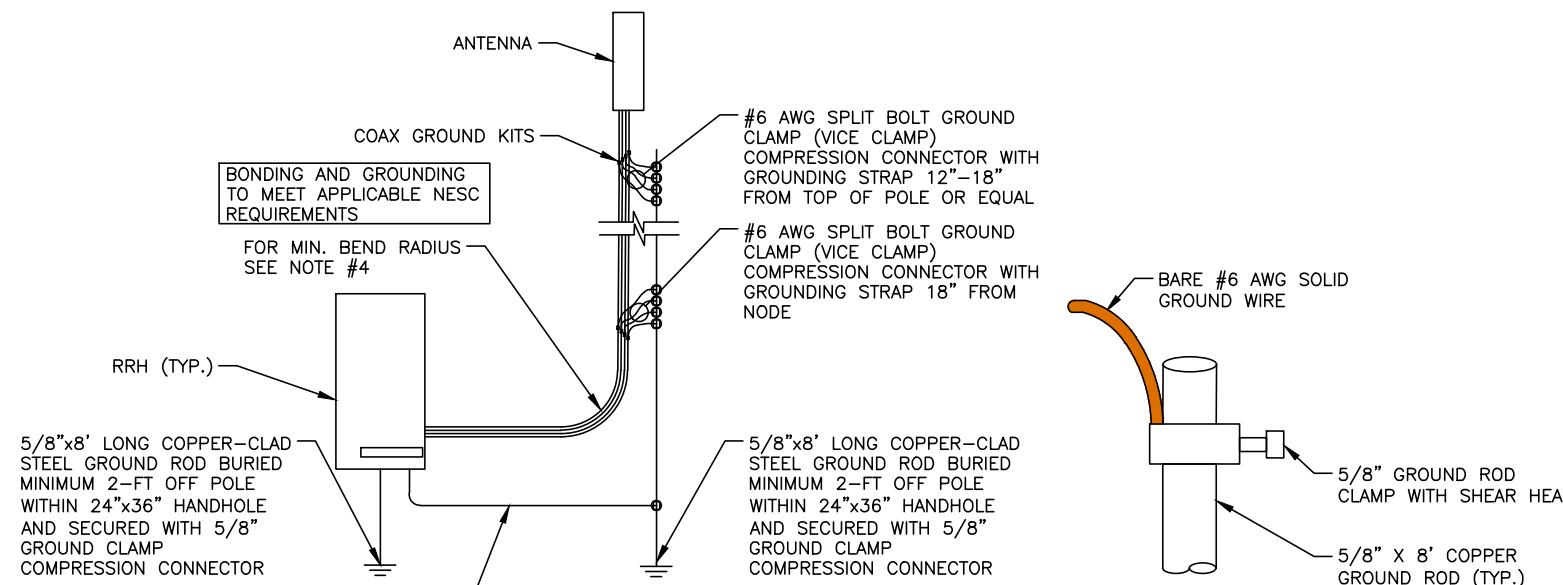 ANTENNA
COAX GROUND KITS
BONDING AND GROUNDING
TO MEET APPLICABLE NESC
REQUIREMENTS
FOR MIN. BEND RADIUS
SEE NOTE #4
RRH (TYP.)
5/8"x8' LONG COPPER-CLAD
STEEL GROUND ROD BURIED
MINIMUM 2-FT OFF POLE
WITHIN 24"x36" HANDHOLE
AND SECURED WITH 5/8"
GROUND CLAMP
COMPRESSION CONNECTOR
#6 AWG SPLIT BOLT GROUND
CLAMP (VICE CLAMP)
COMPRESSION CONNECTOR WITH
GROUNDING STRAP 12"-18"
FROM TOP OF POLE OR EQUAL
#6 AWG SPLIT BOLT GROUND
CLAMP (VICE CLAMP)
COMPRESSION CONNECTOR WITH
GROUNDING STRAP 18" FROM
NODE
5/8"x8' LONG COPPER-CLAD
STEEL GROUND ROD BURIED
MINIMUM 2-FT OFF POLE
WITHIN 24"x36" HANDHOLE
AND SECURED WITH 5/8"
GROUND CLAMP
COMPRESSION CONNECTOR
BARE #6 AWG SOLID
GROUND WIRE
5/8" GROUND ROD
CLAMP WITH SHEAR HEA
5/8" X 8' COPPER
GROUND ROD (TYP.)